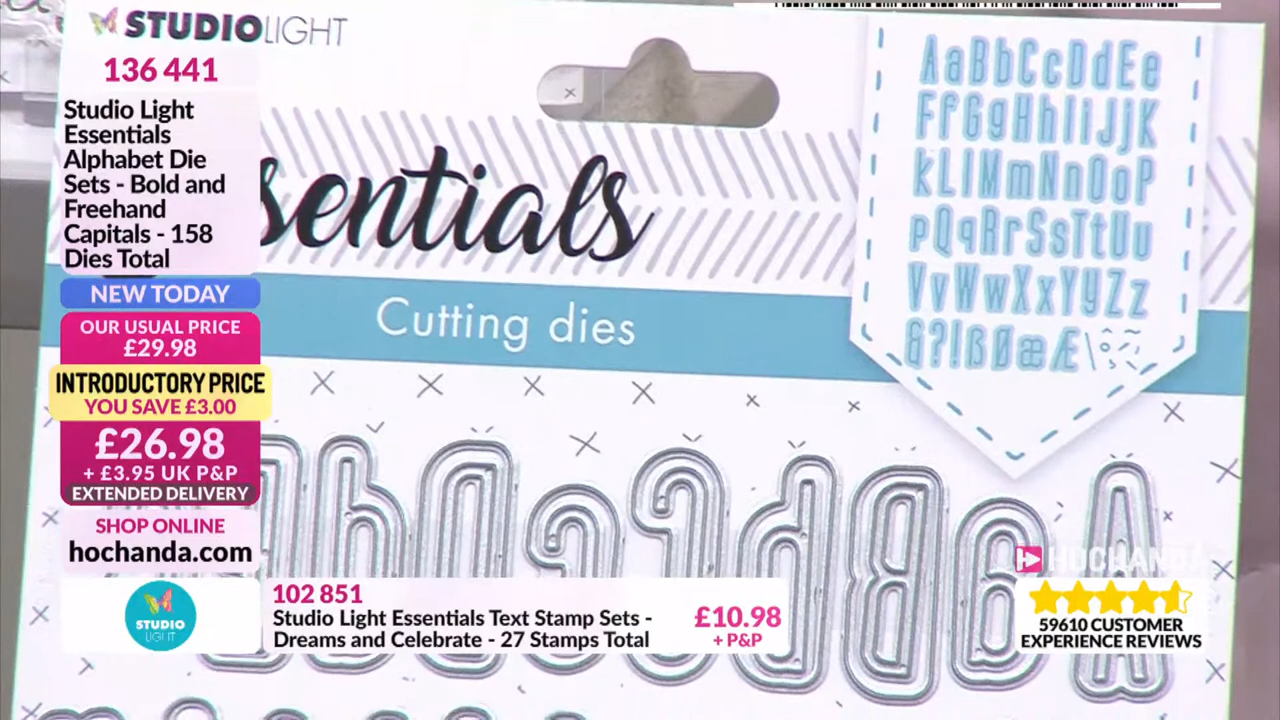 STUDIOLIGHT
136 441
Studio Light
Essentials
Alphabet Die
Sets - Bold and
Freehand
Capitals - 158
Dies Total
NEW TODAY
OUR USUAL PRICE
£29.98
INTRODUCTORY PRICE
YOU SAVE £3.00
£26.98
+ £3.95 UK P&P
EXTENDED DELIVERY
SHOP ONLINE
hochanda.com
sentials
Cutting dies
AaBbCcDdEe
FfGgHhIiJjK
kLlMmNnOoP
pQqRrSsTtUu
VvWwXxYyZz
&?!ßØæÆ\
AaBbCcDd
STUDIO
LIGHT
102 851
Studio Light Essentials Text Stamp Sets -
Dreams and Celebrate - 27 Stamps Total
£10.98
+ P&P
HOCHANDA
59610 CUSTOMER
EXPERIENCE REVIEWS